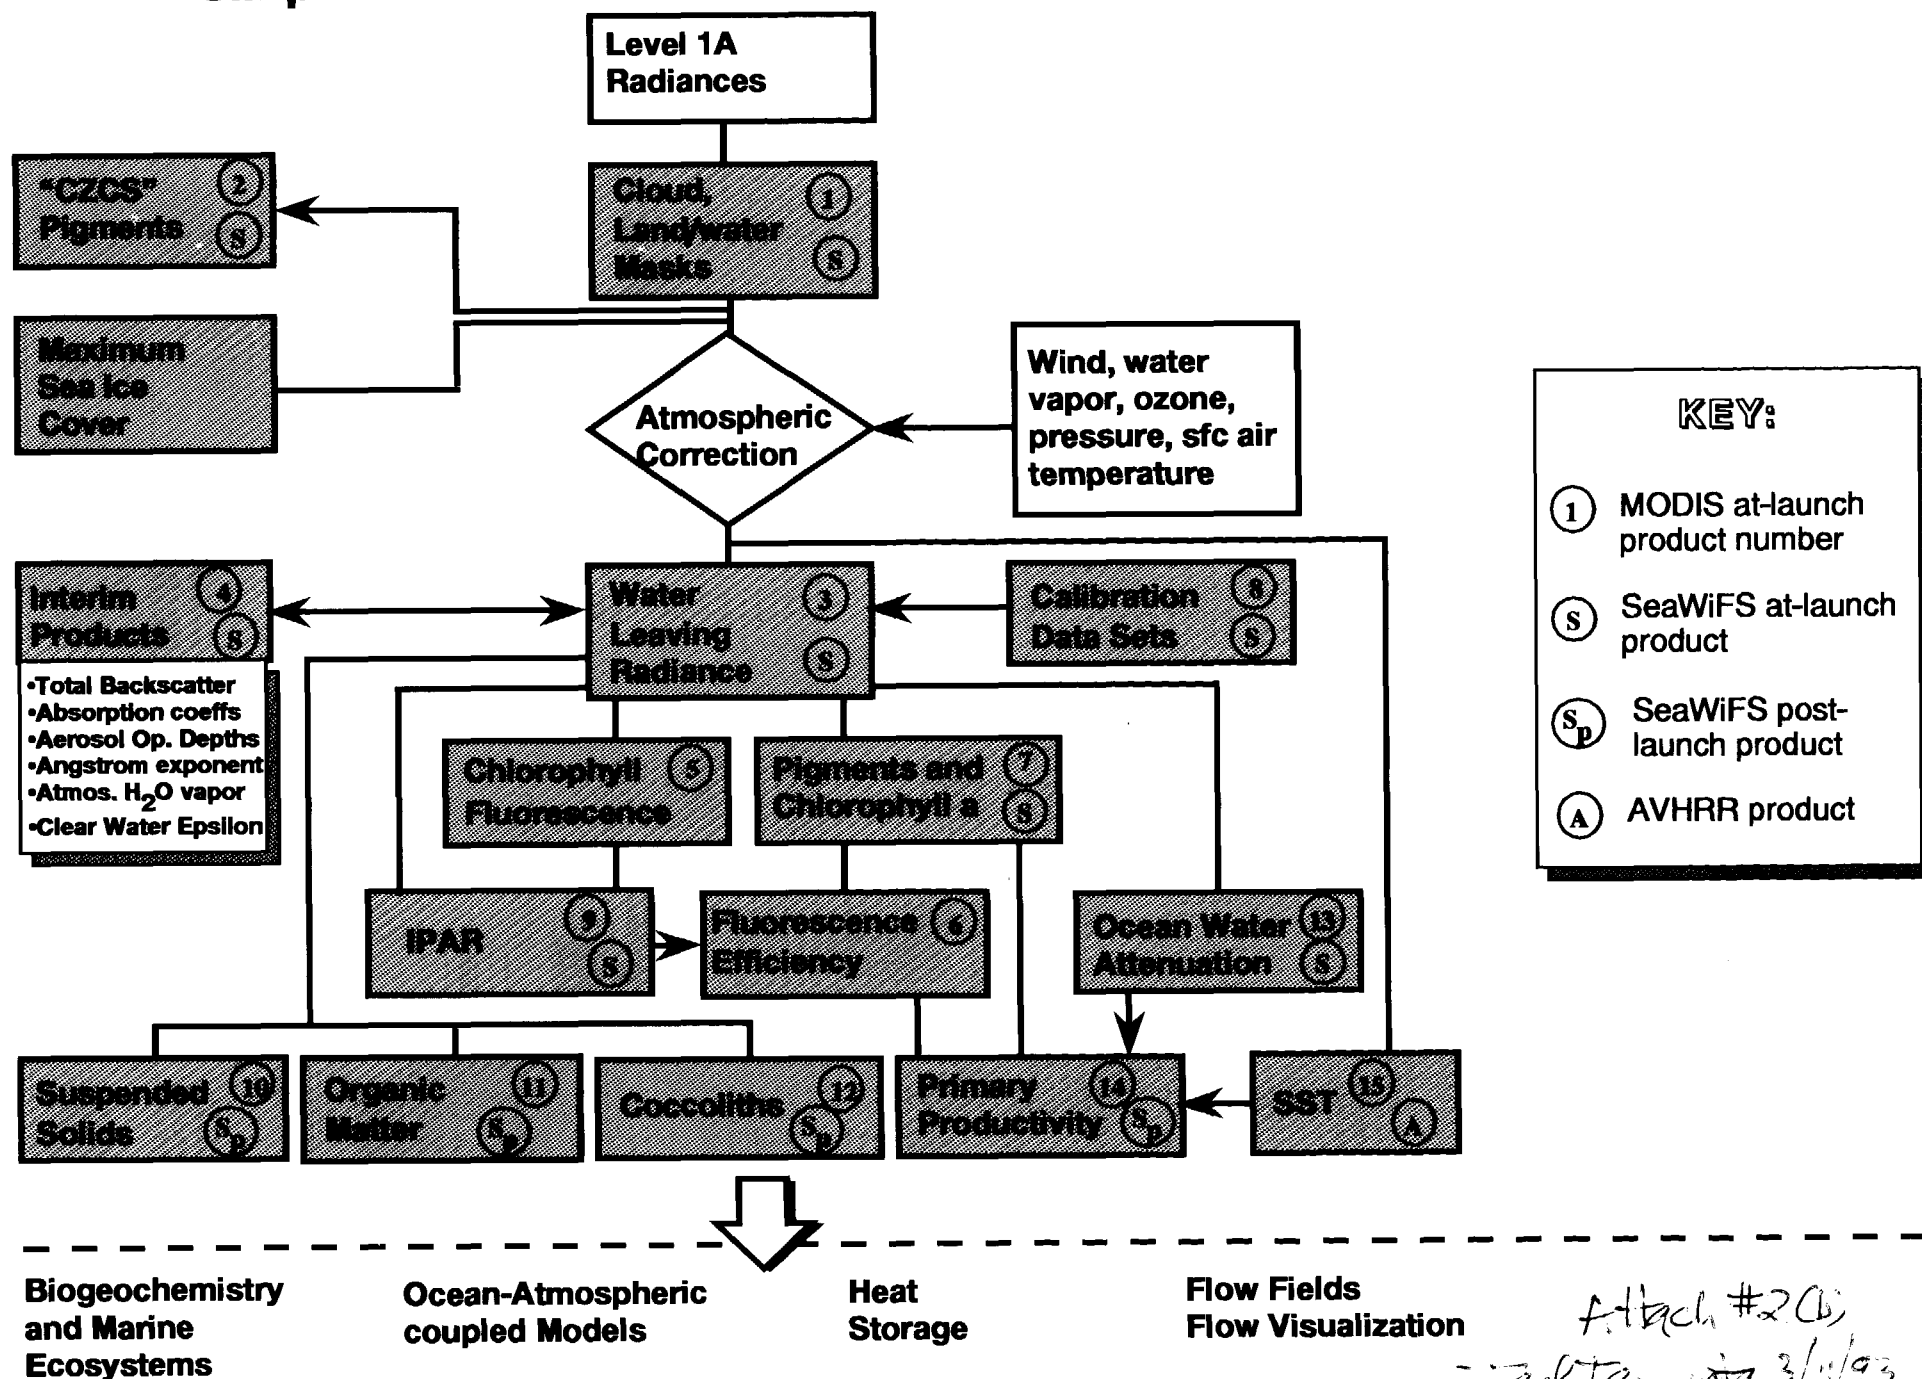 Level 1A
Radiances
"CZCS"
Pigments
2
S
Cloud,
Land/water
Masks
1
S
Maximum
Sea Ice
Cover
Atmospheric
Correction
Wind, water
vapor, ozone,
pressure, sfc air
temperature
KEY:
1 MODIS at-launch
product number
S SeaWiFS at-launch
product
Sp SeaWiFS post-
launch product
A AVHRR product
Interim
Products
4
S
•Total Backscatter
•Absorption coeffs
•Aerosol Op. Depths
•Angstrom exponent
•Atmos. H2O vapor
•Clear Water Epsilon
Water
Leaving
Radiance
3
S
Calibration
Data Sets
8
S
Chlorophyll
Fluorescence
5
Pigments and
Chlorophyll a
7
S
IPAR
9
S
Fluorescence
Efficiency
6
Ocean Water
Attenuation
13
S
Suspended
Solids
10
Sp
Organic
Matter
11
Sp
Coccoliths
12
Sp
Primary
Productivity
14
Sp
SST
15
A
Biogeochemistry
and Marine
Ecosystems
Ocean-Atmospheric
coupled Models
Heat
Storage
Flow Fields
Flow Visualization
Attach #2
3/11/93